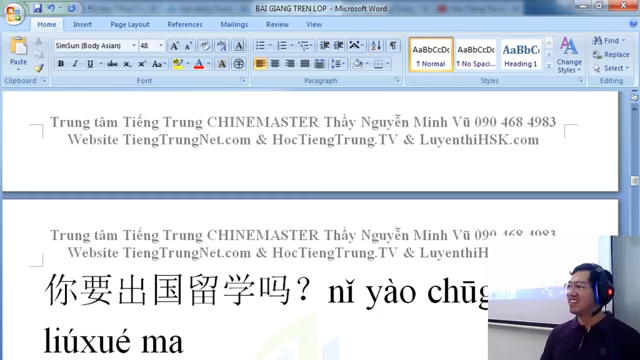 BAI GIANG TREN LOP - Microsoft Word
Home Insert Page Layout References Mailings Review View
Paste
SimSun (Body Asian) 48
AaBbCcDc AaBbCcDc AaBbCc
¶ Normal ¶ No Spaci... Heading 1
Change Styles
Find
Replace
Select
Clipboard Font Paragraph Styles Editing
Trung tâm Tiếng Trung CHINEMASTER Thầy Nguyễn Minh Vũ 090 468 4983
Website TiengTrungNet.com & HocTiengTrung.TV & LuyenthiHSK.com
Trung tâm Tiếng Trung CHINEMASTER Thầy Nguyễn Minh Vũ 090 468 4983
Website TiengTrungNet.com & HocTiengTrung.TV & LuyenthiH
你要出国留学吗？nǐ yào chūg
liúxué ma